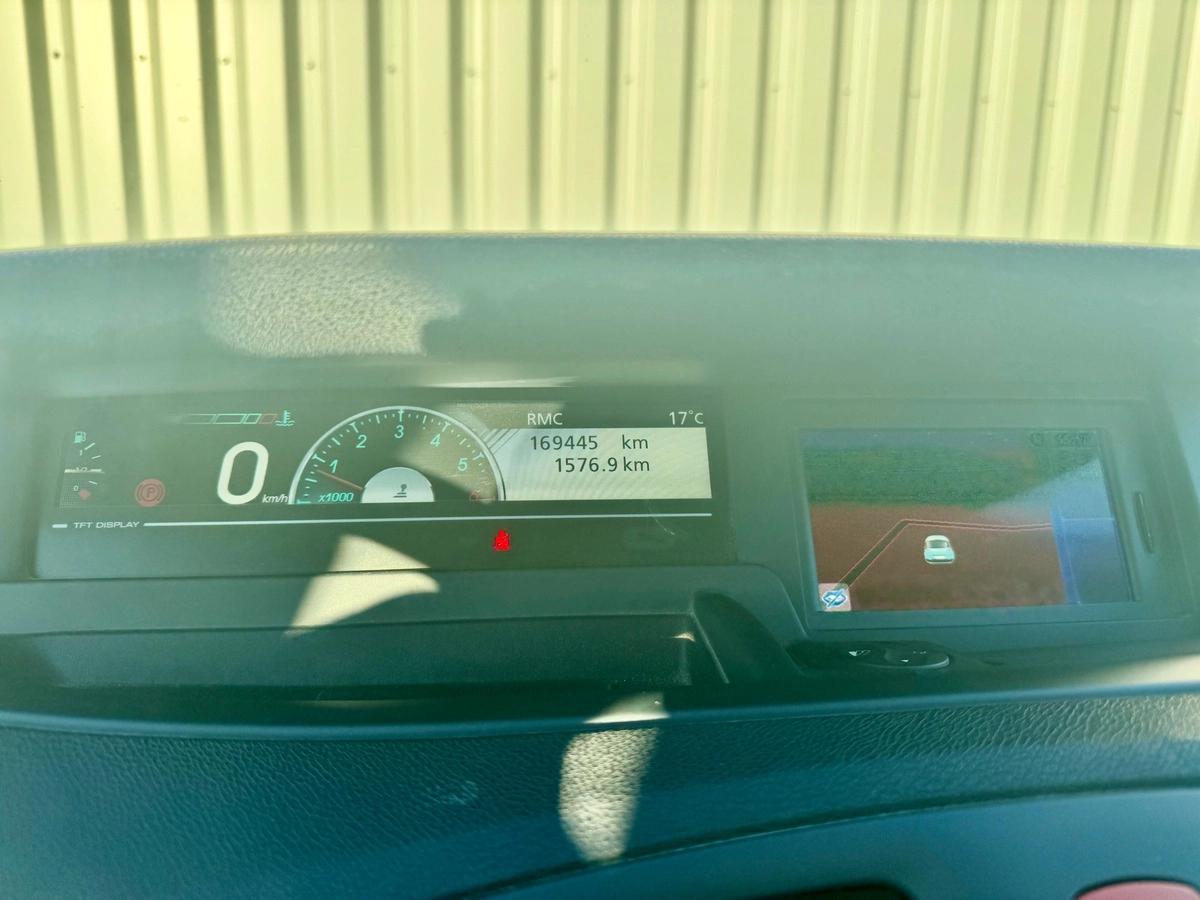 RMC 17°C
169445 km
1576.9 km
0 km/h
1 2 3 4 5
x1000
P
TFT DISPLAY